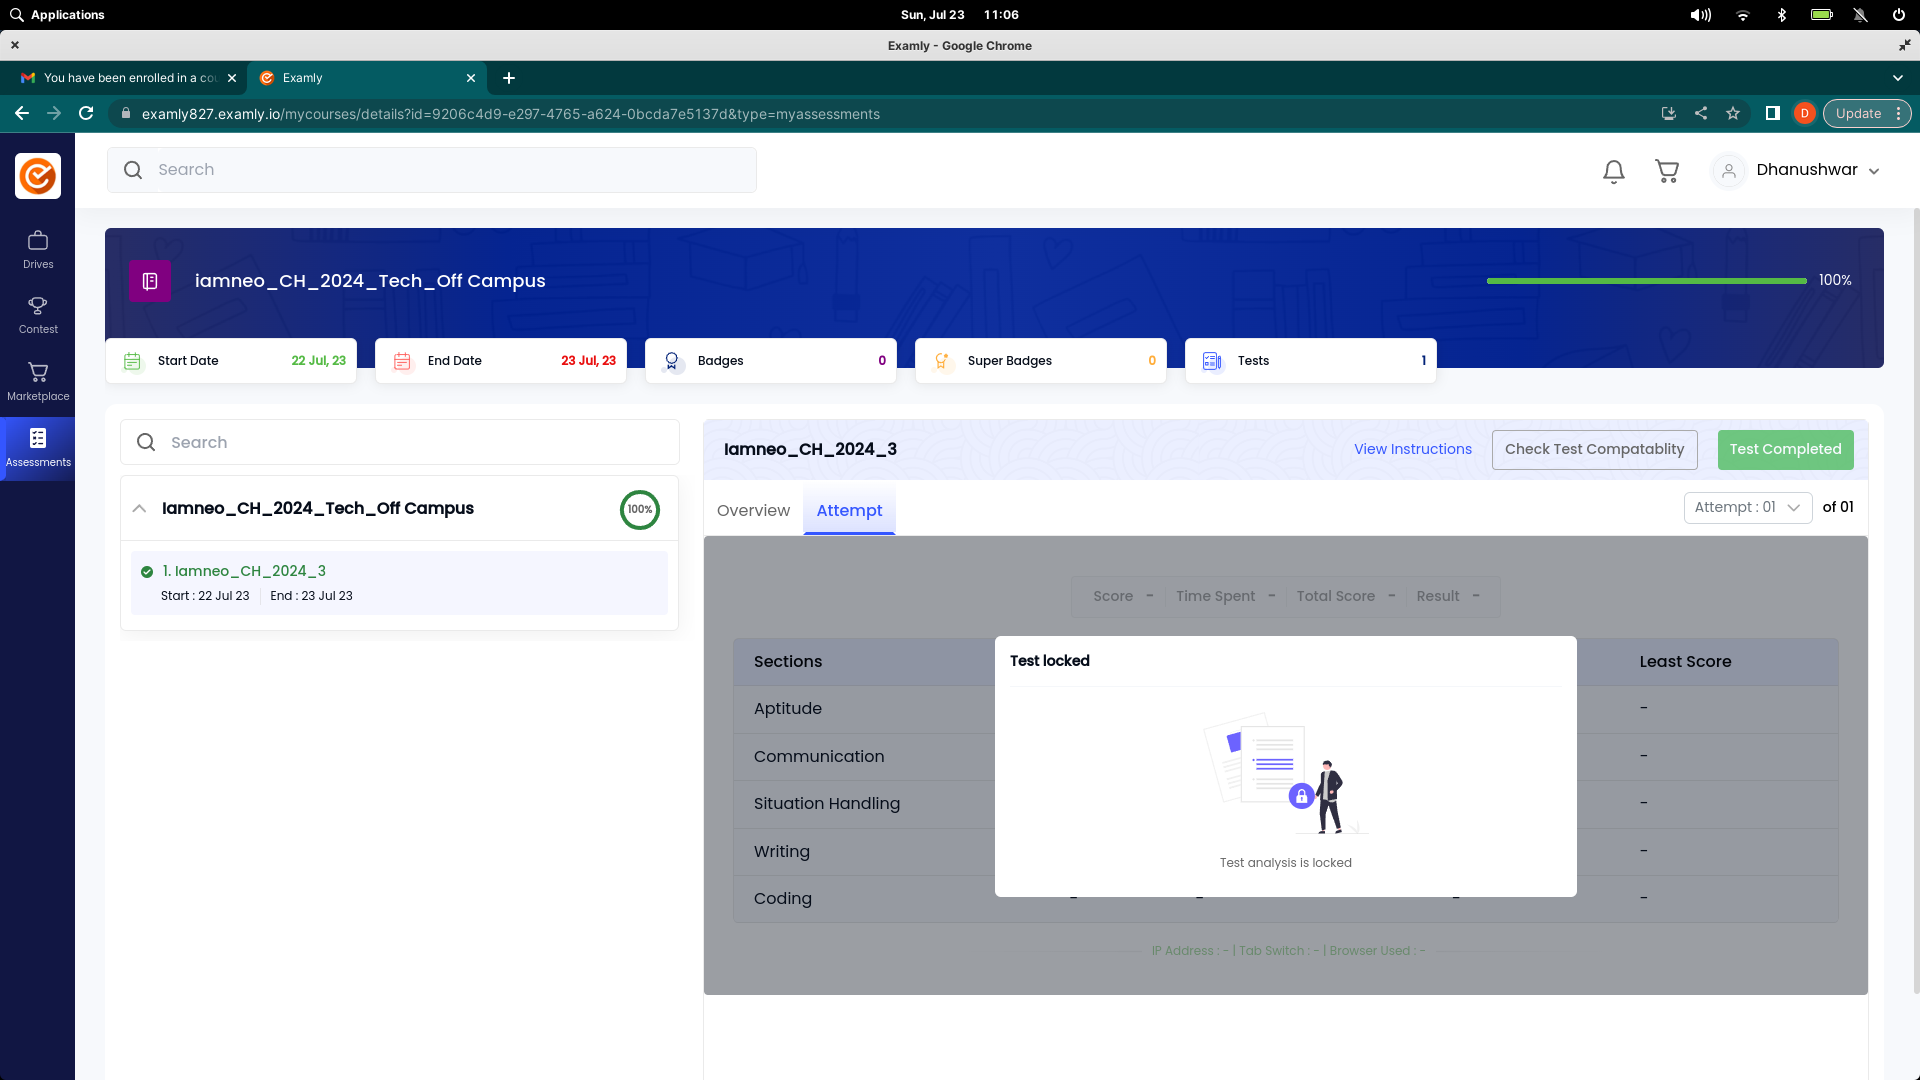 Applications
Sun, Jul 23 11:06
Examly - Google Chrome
You have been enrolled in a cou
Examly
examly827.examly.io/mycourses/details?id=9206c4d9-e297-4765-a624-0bcda7e5137d&type=myassessments
D
Update
Search
Dhanushwar
Drives
Contest
Marketplace
Assessments
iamneo_CH_2024_Tech_Off Campus
100%
Start Date 22 Jul, 23
End Date 23 Jul, 23
Badges 0
Super Badges 0
Tests 1
Search
Iamneo_CH_2024_Tech_Off Campus
100%
1. Iamneo_CH_2024_3
Start : 22 Jul 23 End : 23 Jul 23
Iamneo_CH_2024_3
View Instructions
Check Test Compatablity
Test Completed
Overview
Attempt
Attempt : 01 of 01
Score - Time Spent - Total Score - Result -
Sections Least Score
Aptitude -
Communication -
Situation Handling -
Writing -
Coding - - - -
Test locked
Test analysis is locked
IP Address : - | Tab Switch : - | Browser Used : -